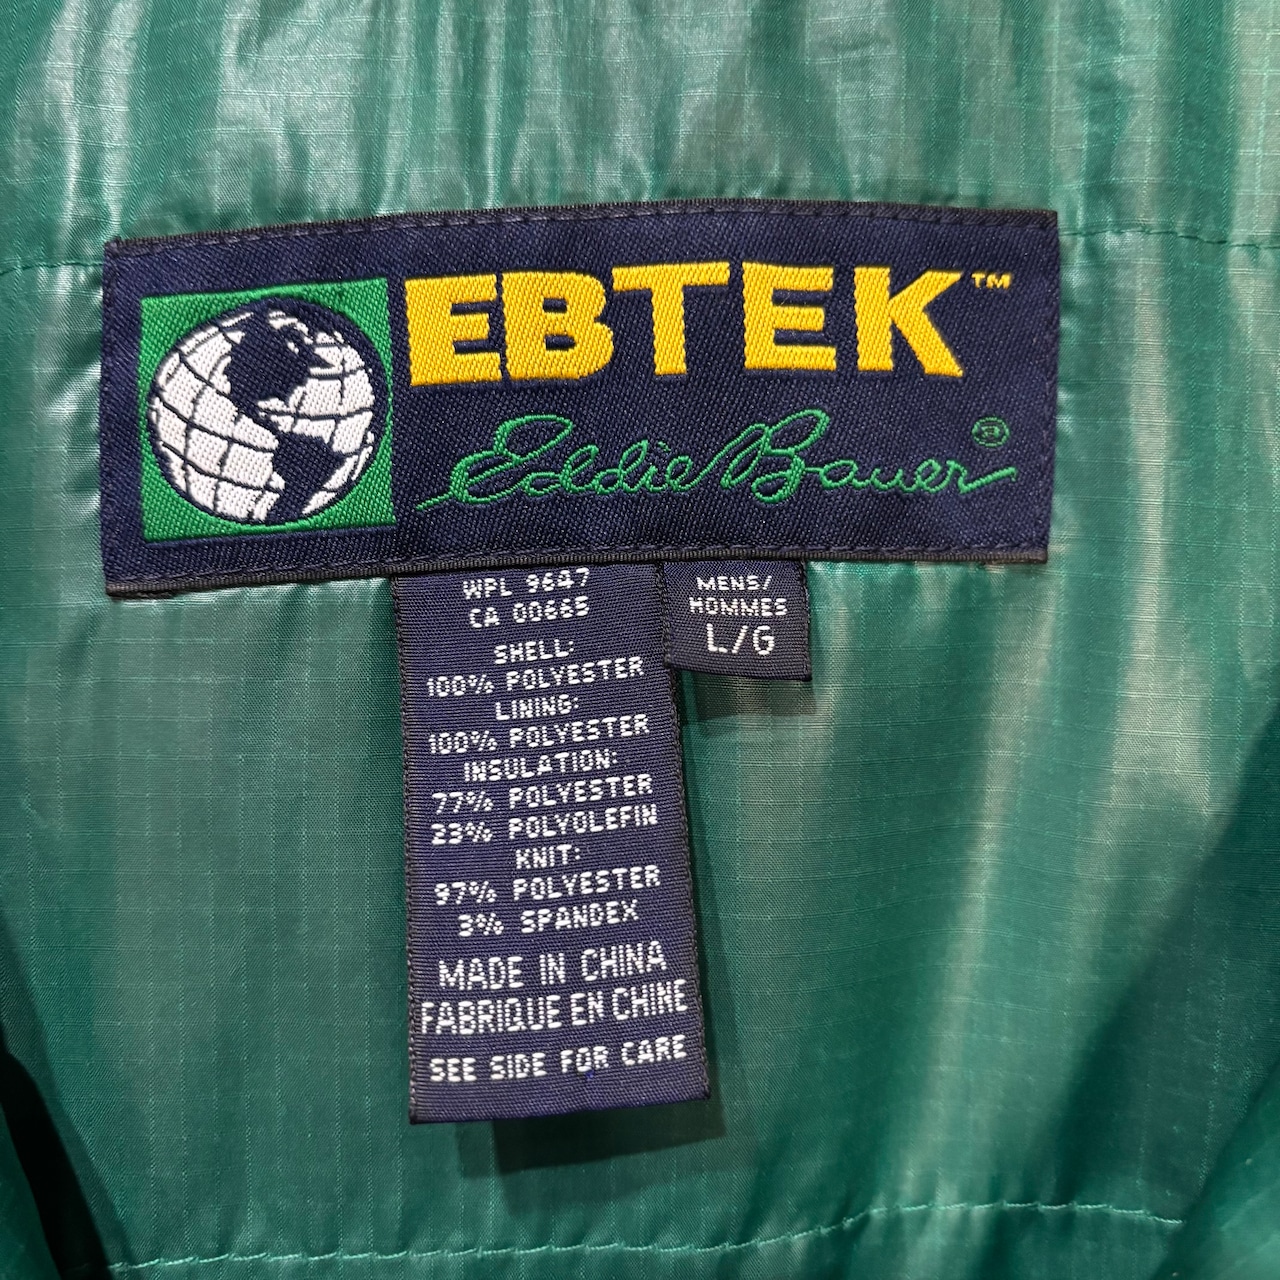 EBTEK™
Eddie Bauer®
WPL 9647
CA 00665
SHELL:
100% POLYESTER
LINING:
100% POLYESTER
INSULATION:
77% POLYESTER
23% POLYOLEFIN
KNIT:
97% POLYESTER
3% SPANDEX
MADE IN CHINA
FABRIQUE EN CHINE
SEE SIDE FOR CARE
MENS/
HOMMES
L/G